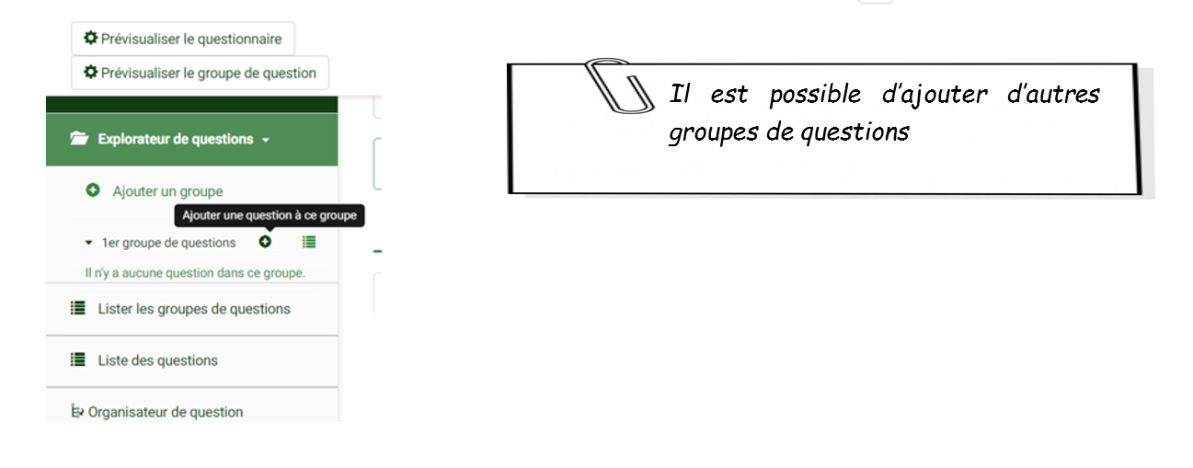 Prévisualiser le questionnaire
Prévisualiser le groupe de question
Explorateur de questions
Ajouter un groupe
Ajouter une question à ce groupe
1er groupe de questions
Il n'y a aucune question dans ce groupe.
Lister les groupes de questions
Liste des questions
Organisateur de question
Il est possible d'ajouter d'autres
groupes de questions